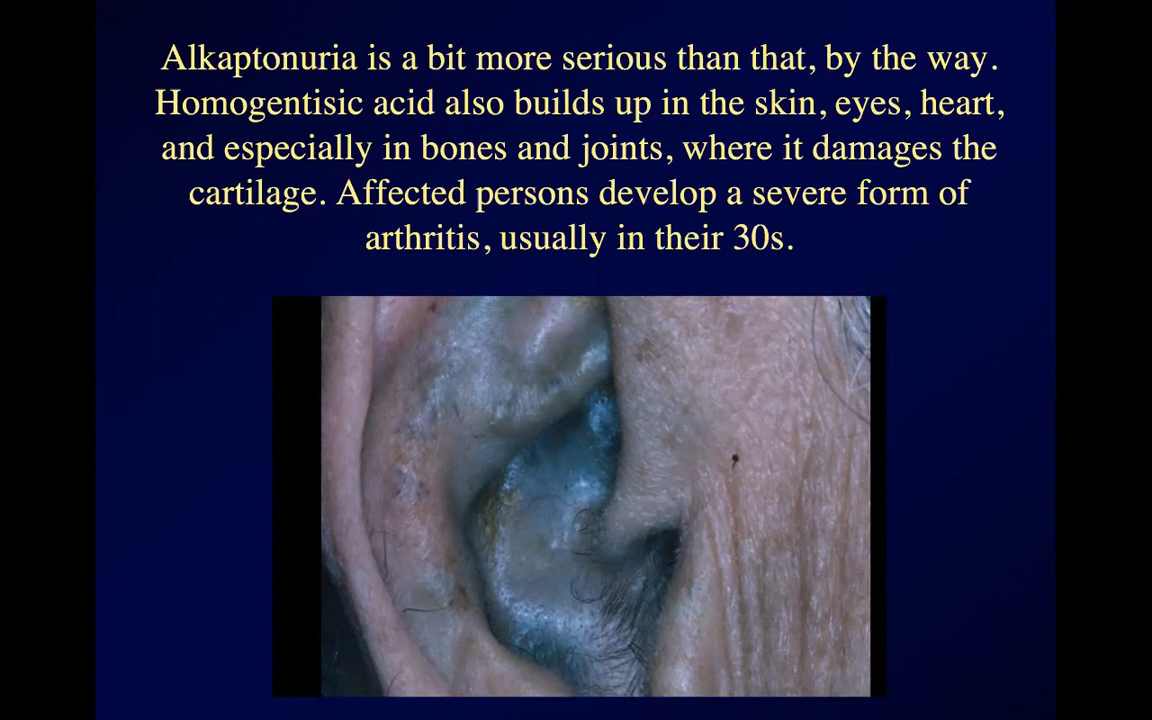 Alkaptonuria is a bit more serious than that, by the way.
Homogentisic acid also builds up in the skin, eyes, heart,
and especially in bones and joints, where it damages the
cartilage. Affected persons develop a severe form of
arthritis, usually in their 30s.